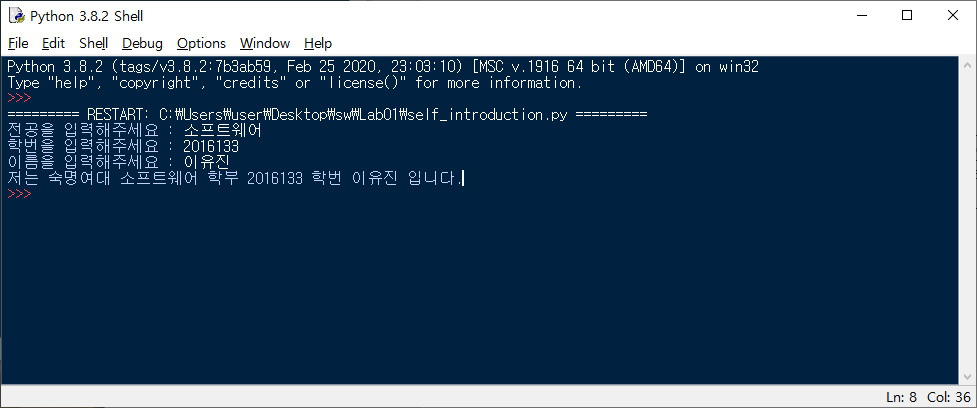 Python 3.8.2 Shell
File Edit Shell Debug Options Window Help
Python 3.8.2 (tags/v3.8.2:7b3ab59, Feb 25 2020, 23:03:10) [MSC v.1916 64 bit (AMD64)] on win32
Type "help", "copyright", "credits" or "license()" for more information.
>>>
========= RESTART: C:₩Users₩user₩Desktop₩sw₩Lab01₩self_introduction.py =========
전공을 입력해주세요 : 소프트웨어
학번을 입력해주세요 : 2016133
이름을 입력해주세요 : 이유진
저는 숙명여대 소프트웨어 학부 2016133 학번 이유진 입니다.
>>>
Ln: 8 Col: 36